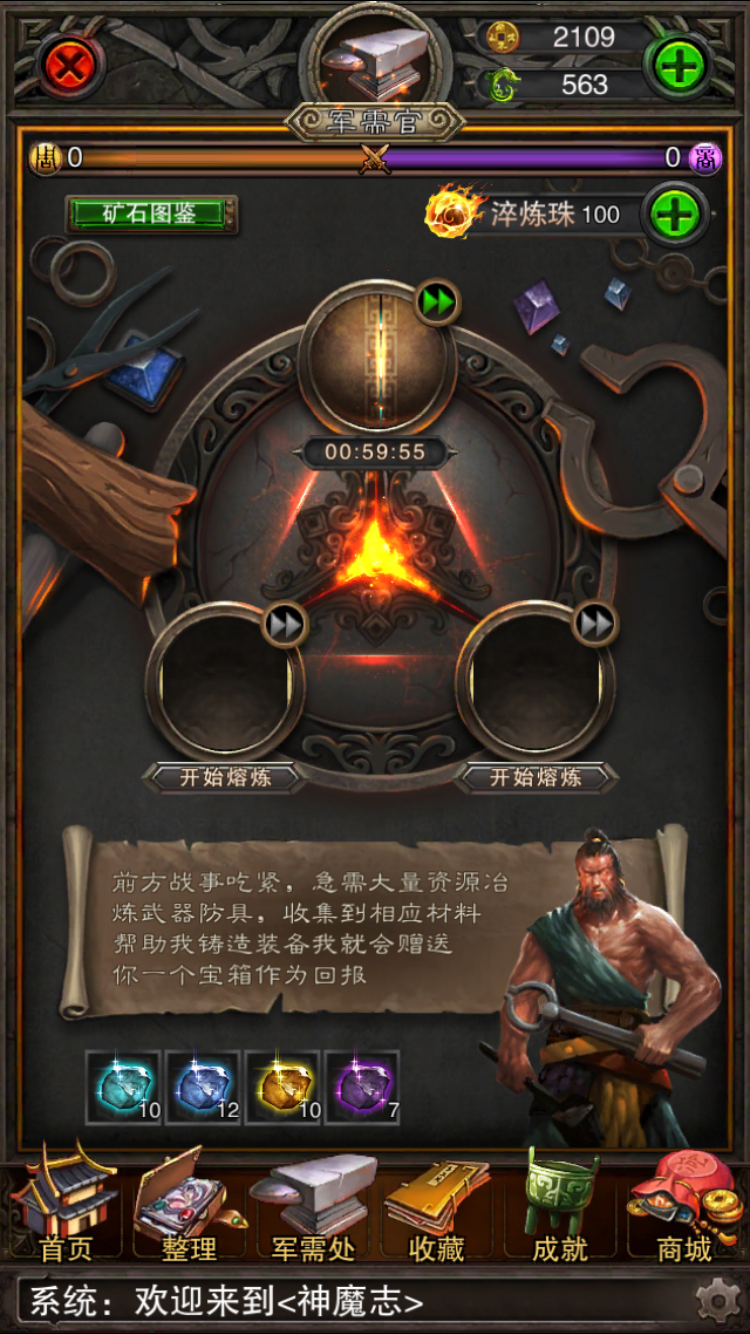 2109
563
军需官
0
0
矿石图鉴
淬炼珠 100
00:59:55
开始熔炼
开始熔炼
前方战事吃紧，急需大量资源冶
炼武器防具，收集到相应材料
帮助我铸造装备我就会赠送
你一个宝箱作为回报
10
12
10
7
首页
整理
军需处
收藏
成就
商城
系统：欢迎来到<神魔志>